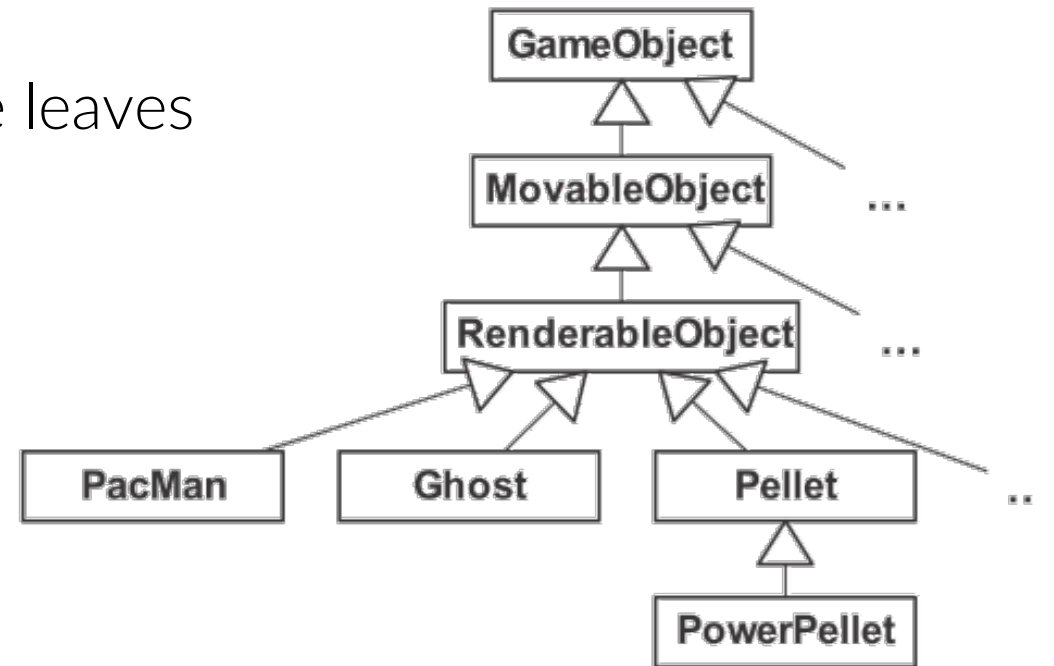 GameObject
e leaves
MovableObject
...
RenderableObject
...
PacMan
Ghost
Pellet
..
PowerPellet